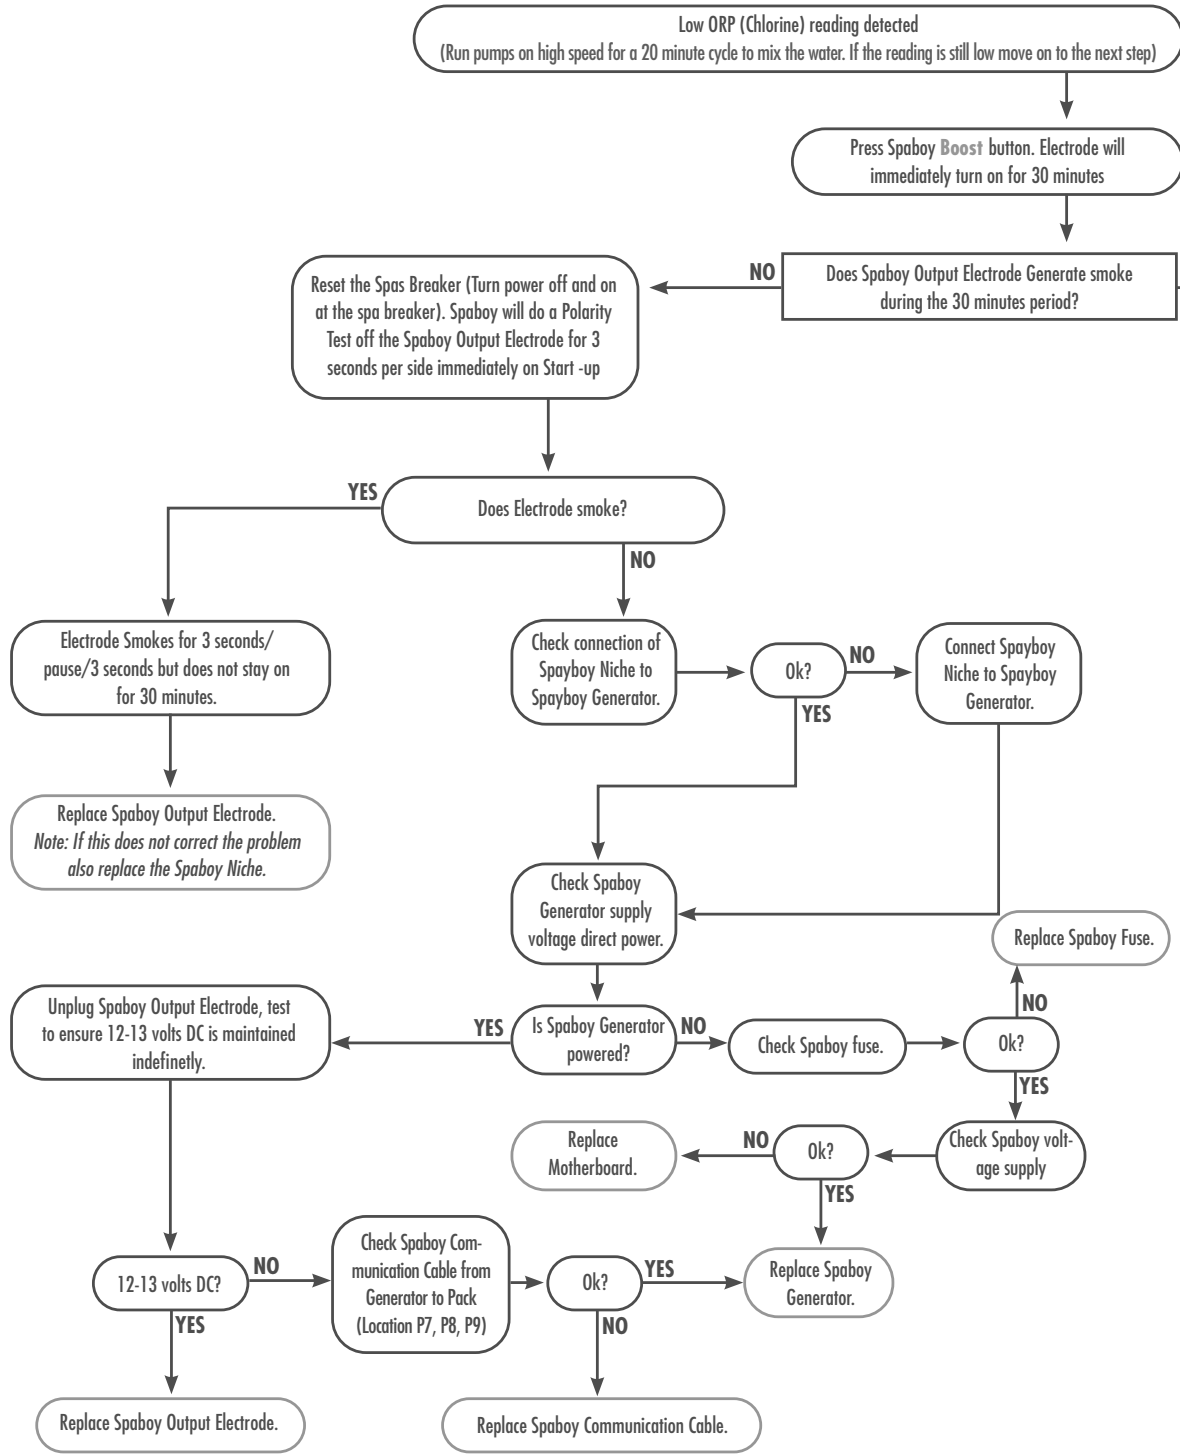 Low ORP (Chlorine) reading detected
(Run pumps on high speed for a 20 minute cycle to mix the water. If the reading is still low move on to the next step)
Press Spaboy Boost button. Electrode will
immediately turn on for 30 minutes
Does Spaboy Output Electrode Generate smoke
during the 30 minutes period?
NO
Reset the Spas Breaker (Turn power off and on
at the spa breaker). Spaboy will do a Polarity
Test off the Spaboy Output Electrode for 3
seconds per side immediately on Start -up
Does Electrode smoke?
YES
NO
Electrode Smokes for 3 seconds/
pause/3 seconds but does not stay on
for 30 minutes.
Replace Spaboy Output Electrode.
Note: If this does not correct the problem
also replace the Spaboy Niche.
Check connection of
Spayboy Niche to
Spayboy Generator.
Ok?
NO
YES
Connect Spayboy
Niche to Spayboy
Generator.
Check Spaboy
Generator supply
voltage direct power.
Is Spaboy Generator
powered?
YES
NO
Check Spaboy fuse.
Ok?
NO
Replace Spaboy Fuse.
YES
Check Spaboy volt-
age supply
Ok?
NO
Replace
Motherboard.
YES
Replace Spaboy
Generator.
Unplug Spaboy Output Electrode, test
to ensure 12-13 volts DC is maintained
indefinetly.
12-13 volts DC?
NO
YES
Check Spaboy Com-
munication Cable from
Generator to Pack
(Location P7, P8, P9)
Ok?
YES
NO
Replace Spaboy Output Electrode.
Replace Spaboy Communication Cable.